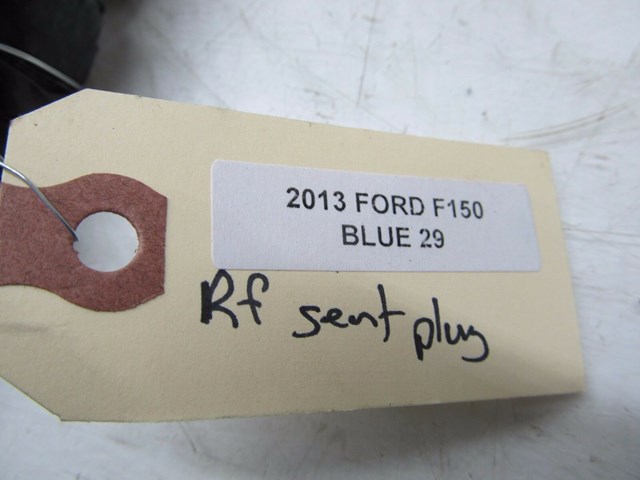 2013 FORD F150
BLUE 29
Rf seat plug